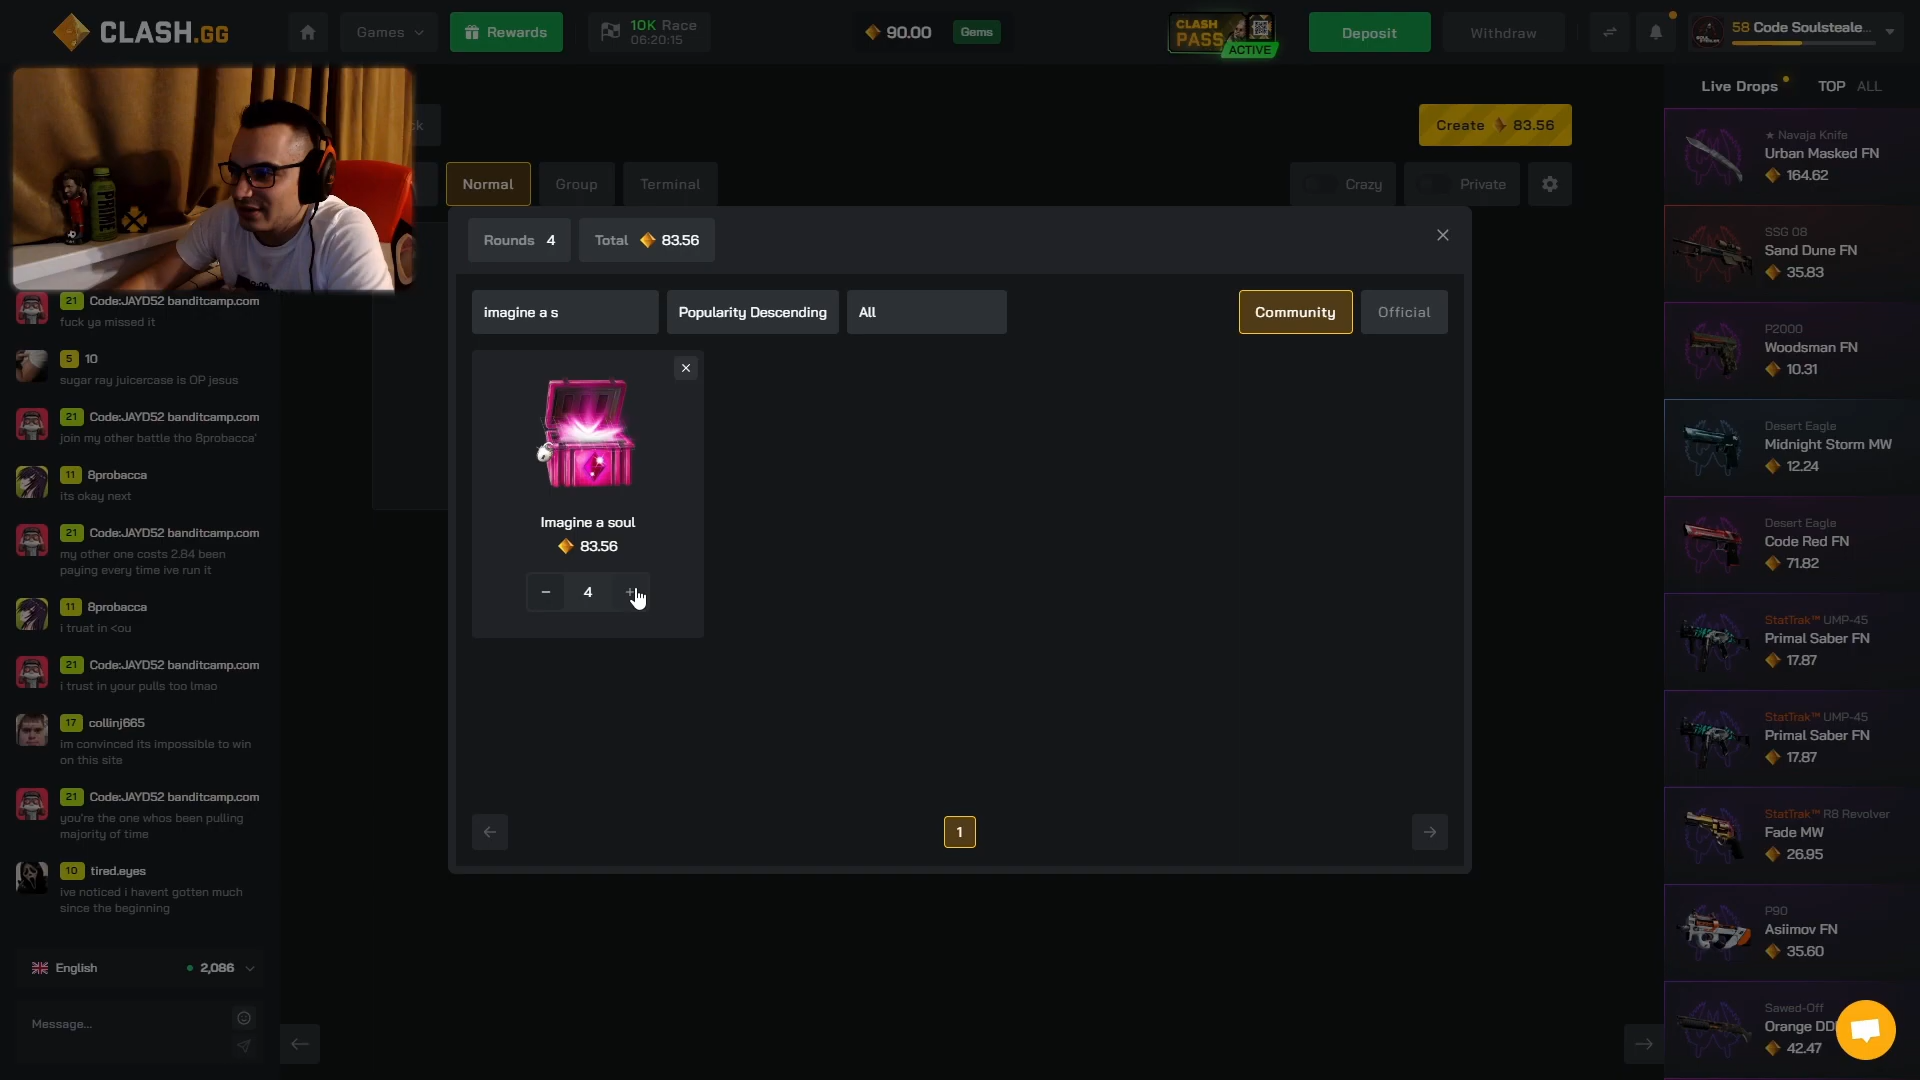 CLASH.GG
Games
Rewards
10K Race
06:20:15
90.00
Gems
CLASH
PASS
ACTIVE
Deposit
Withdraw
58 Code Soulsteale...
Live Drops
TOP
ALL
Create 83.56
Normal
Group
Terminal
Crazy
Private
Rounds 4
Total 83.56
imagine a s
Popularity Descending
All
Community
Official
Imagine a soul
83.56
4
1
21 Code:JAYD52 banditcamp.com
fuck ya missed it
5 10
sugar ray juicercase is OP jesus
21 Code:JAYD52 banditcamp.com
join my other battle tho 8probacca'
11 8probacca
its okay next
21 Code:JAYD52 banditcamp.com
my other one costs 2.84 been
paying every time ive run it
11 8probacca
i truat in <ou
21 Code:JAYD52 banditcamp.com
i trust in your pulls too lmao
17 collinj665
im convinced its impossible to win
on this site
21 Code:JAYD52 banditcamp.com
you're the one whos been pulling
majority of time
10 tired.eyes
ive noticed i havent gotten much
since the beginning
English
2,086
Message...
★ Navaja Knife
Urban Masked FN
164.62
SSG 08
Sand Dune FN
35.83
P2000
Woodsman FN
10.31
Desert Eagle
Midnight Storm MW
12.24
Desert Eagle
Code Red FN
71.82
StatTrak™ UMP-45
Primal Saber FN
17.87
StatTrak™ UMP-45
Primal Saber FN
17.87
StatTrak™ R8 Revolver
Fade MW
26.95
P90
Asiimov FN
35.60
Sawed-Off
Orange DD
42.47